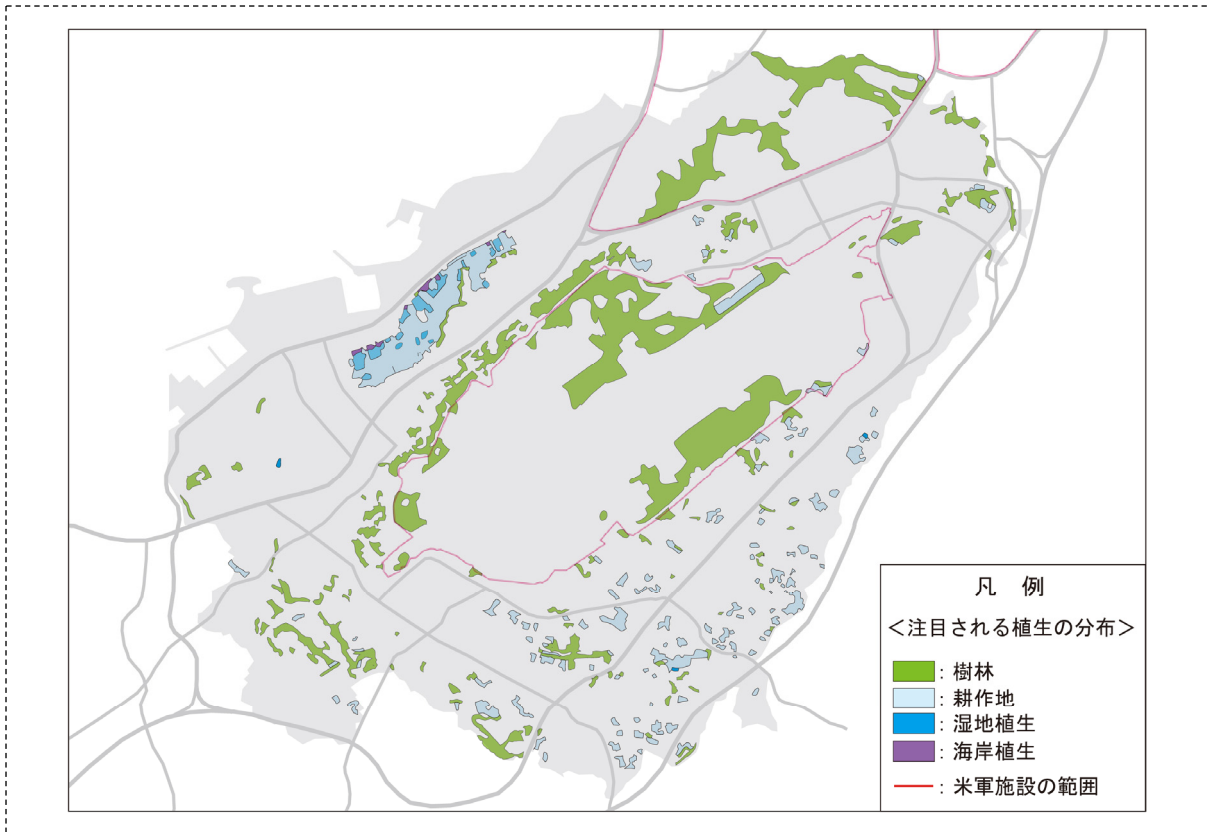 凡 例
＜注目される植生の分布＞
：樹林
：耕作地
：湿地植生
：海岸植生
：米軍施設の範囲